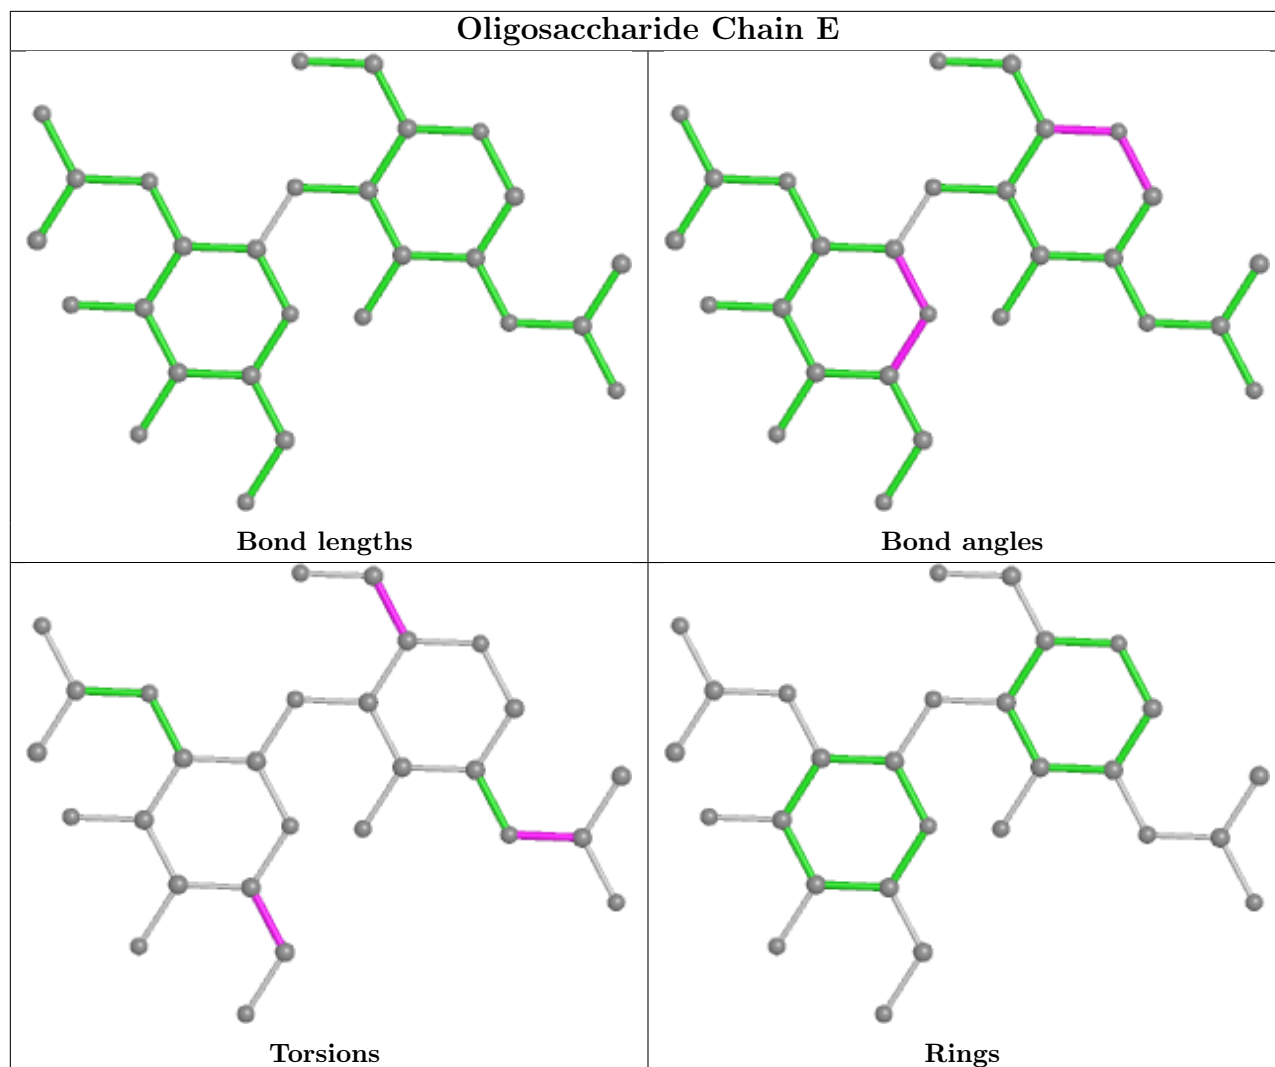 Oligosaccharide Chain E
Bond lengths
Bond angles
Torsions
Rings